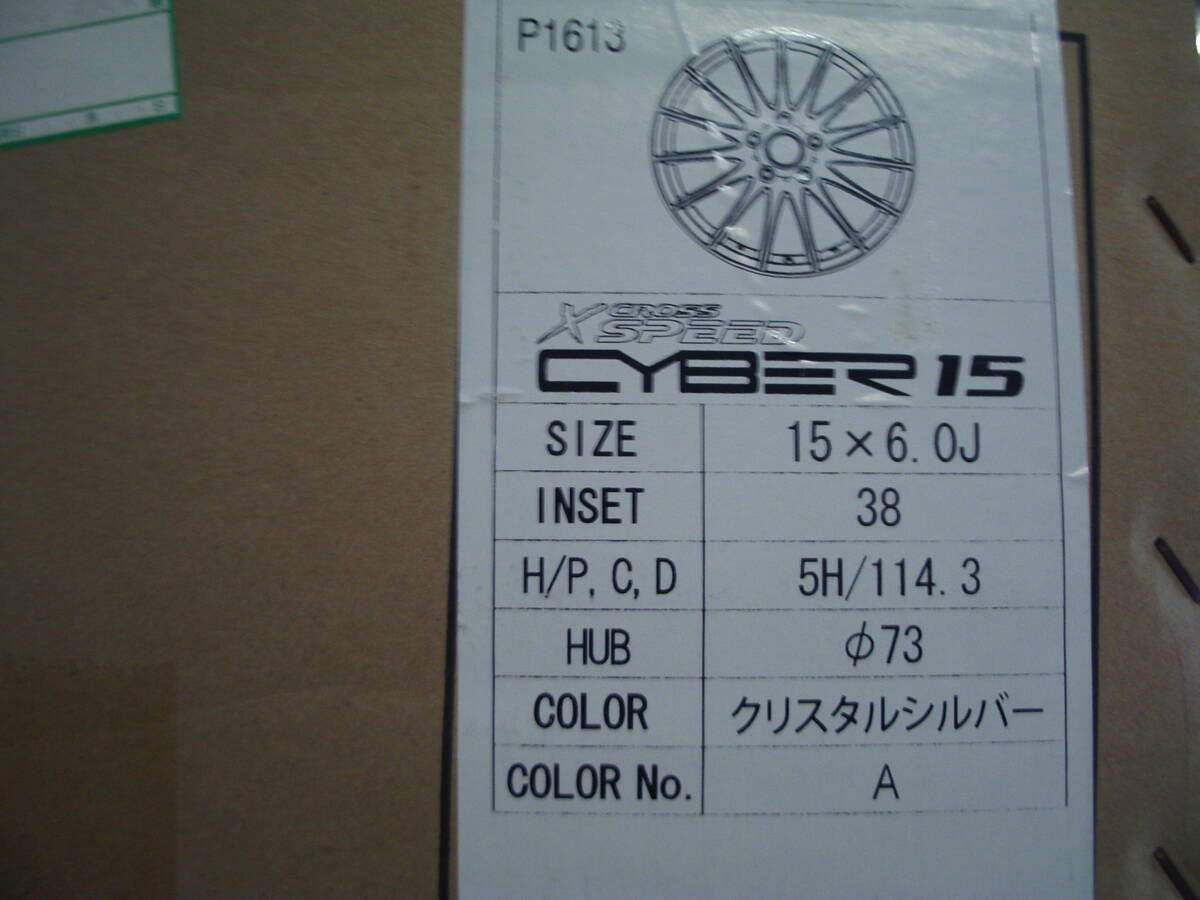 P1613
X CROSS
SPEED
CYBER 15
SIZE 15×6.0J
INSET 38
H/P,C,D 5H/114.3
HUB φ73
COLOR クリスタルシルバー
COLOR No. A